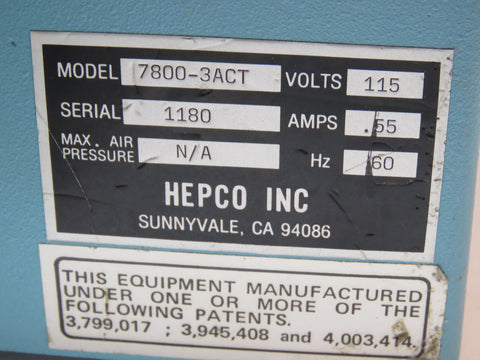 MODEL 7800-3ACT VOLTS 115
SERIAL 1180 AMPS .55
MAX. AIR PRESSURE N/A Hz 60
HEPCO INC
SUNNYVALE, CA 94086
THIS EQUIPMENT MANUFACTURED
UNDER ONE OR MORE OF THE
FOLLOWING PATENTS.
3,799,017 ; 3,945,408 and 4,003,414.